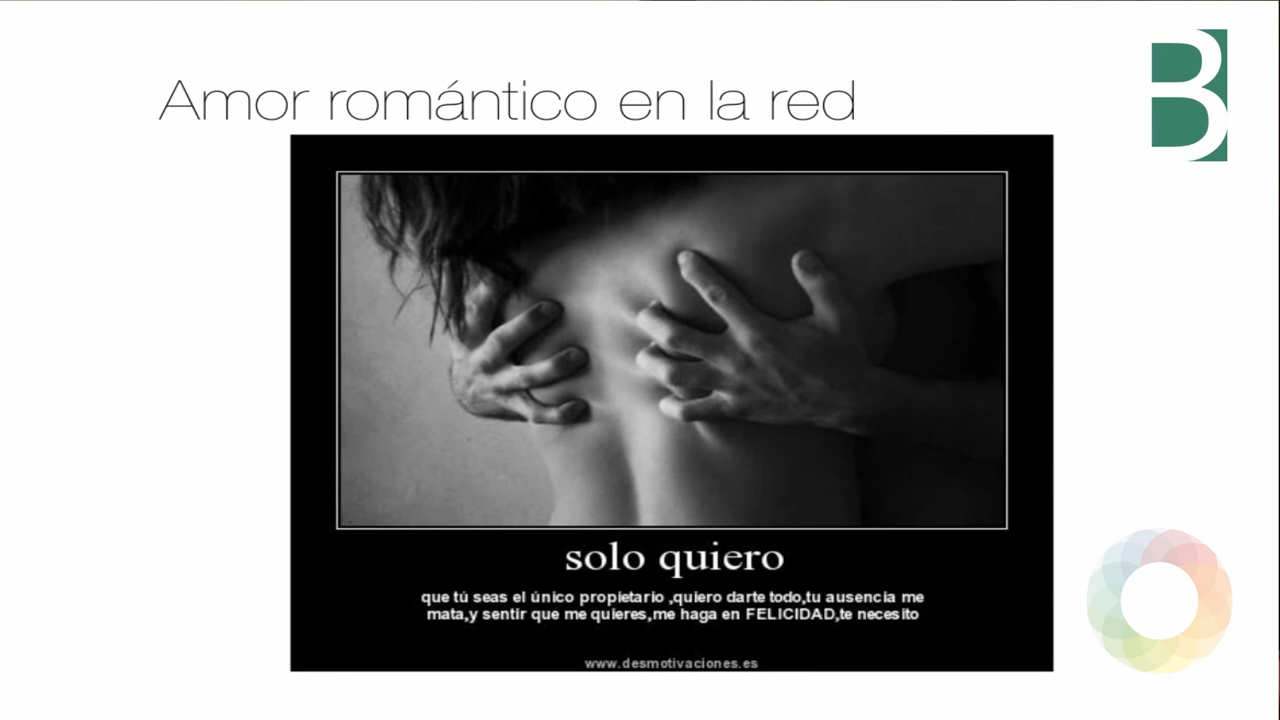 Amor romántico en la red
B
solo quiero
que tú seas el único propietario ,quiero darte todo,tu ausencia me
mata,y sentir que me quieres,me haga en FELICIDAD,te necesito
www.desmotivaciones.es